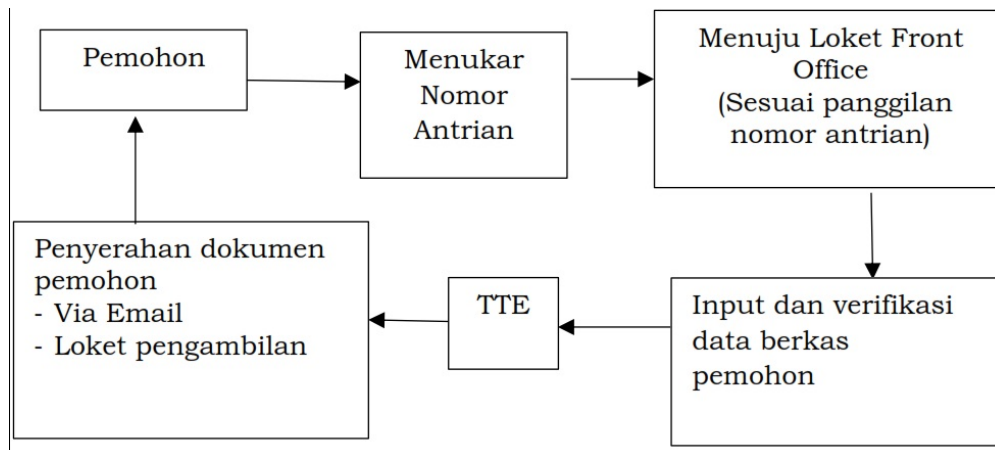 Pemohon
Menukar
Nomor
Antrian
Menuju Loket Front
Office
(Sesuai panggilan
nomor antrian)
Input dan verifikasi
data berkas
pemohon
TTE
Penyerahan dokumen
pemohon
- Via Email
- Loket pengambilan